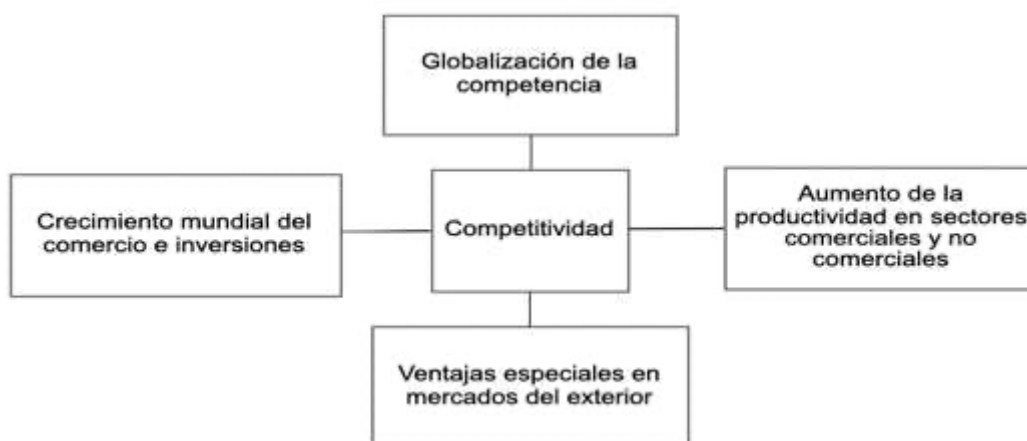 Globalización de la
competencia
Crecimiento mundial del
comercio e inversiones
Competitividad
Aumento de la
productividad en sectores
comerciales y no
comerciales
Ventajas especiales en
mercados del exterior